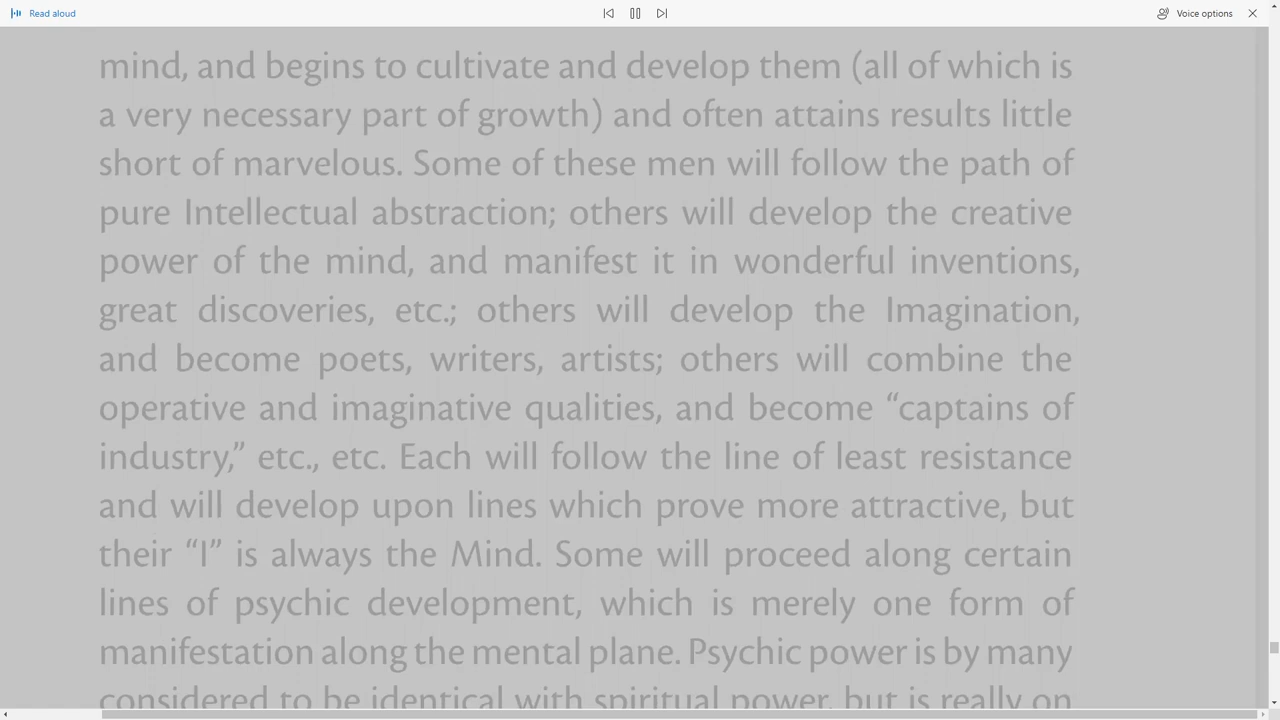 Read aloud
Voice options
mind, and begins to cultivate and develop them (all of which is
a very necessary part of growth) and often attains results little
short of marvelous. Some of these men will follow the path of
pure Intellectual abstraction; others will develop the creative
power of the mind, and manifest it in wonderful inventions,
great discoveries, etc.; others will develop the Imagination,
and become poets, writers, artists; others will combine the
operative and imaginative qualities, and become “captains of
industry,” etc., etc. Each will follow the line of least resistance
and will develop upon lines which prove more attractive, but
their “I” is always the Mind. Some will proceed along certain
lines of psychic development, which is merely one form of
manifestation along the mental plane. Psychic power is by many
considered to be identical with spiritual power, but is really on